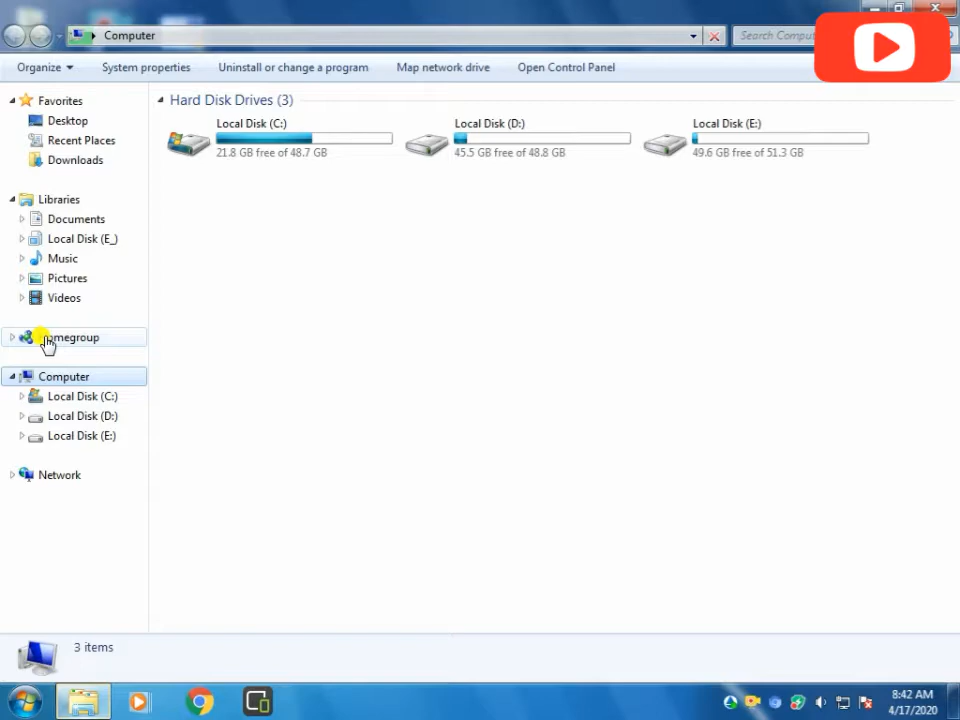 Computer
Search Compu
Organize
System properties
Uninstall or change a program
Map network drive
Open Control Panel
Favorites
Desktop
Recent Places
Downloads
Libraries
Documents
Local Disk (E_)
Music
Pictures
Videos
megroup
Computer
Local Disk (C:)
Local Disk (D:)
Local Disk (E:)
Network
Hard Disk Drives (3)
Local Disk (C:)
21.8 GB free of 48.7 GB
Local Disk (D:)
45.5 GB free of 48.8 GB
Local Disk (E:)
49.6 GB free of 51.3 GB
3 items
8:42 AM
4/17/2020